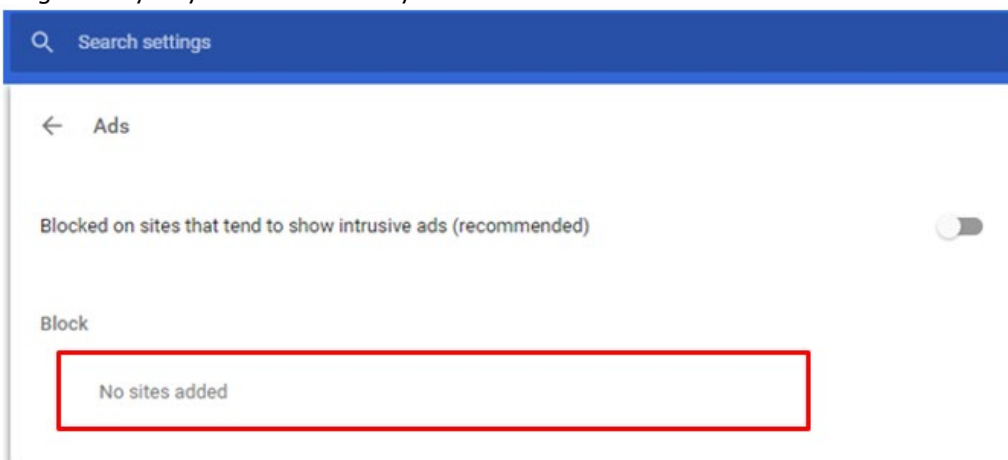 Search settings
Ads
Blocked on sites that tend to show intrusive ads (recommended)
Block
No sites added